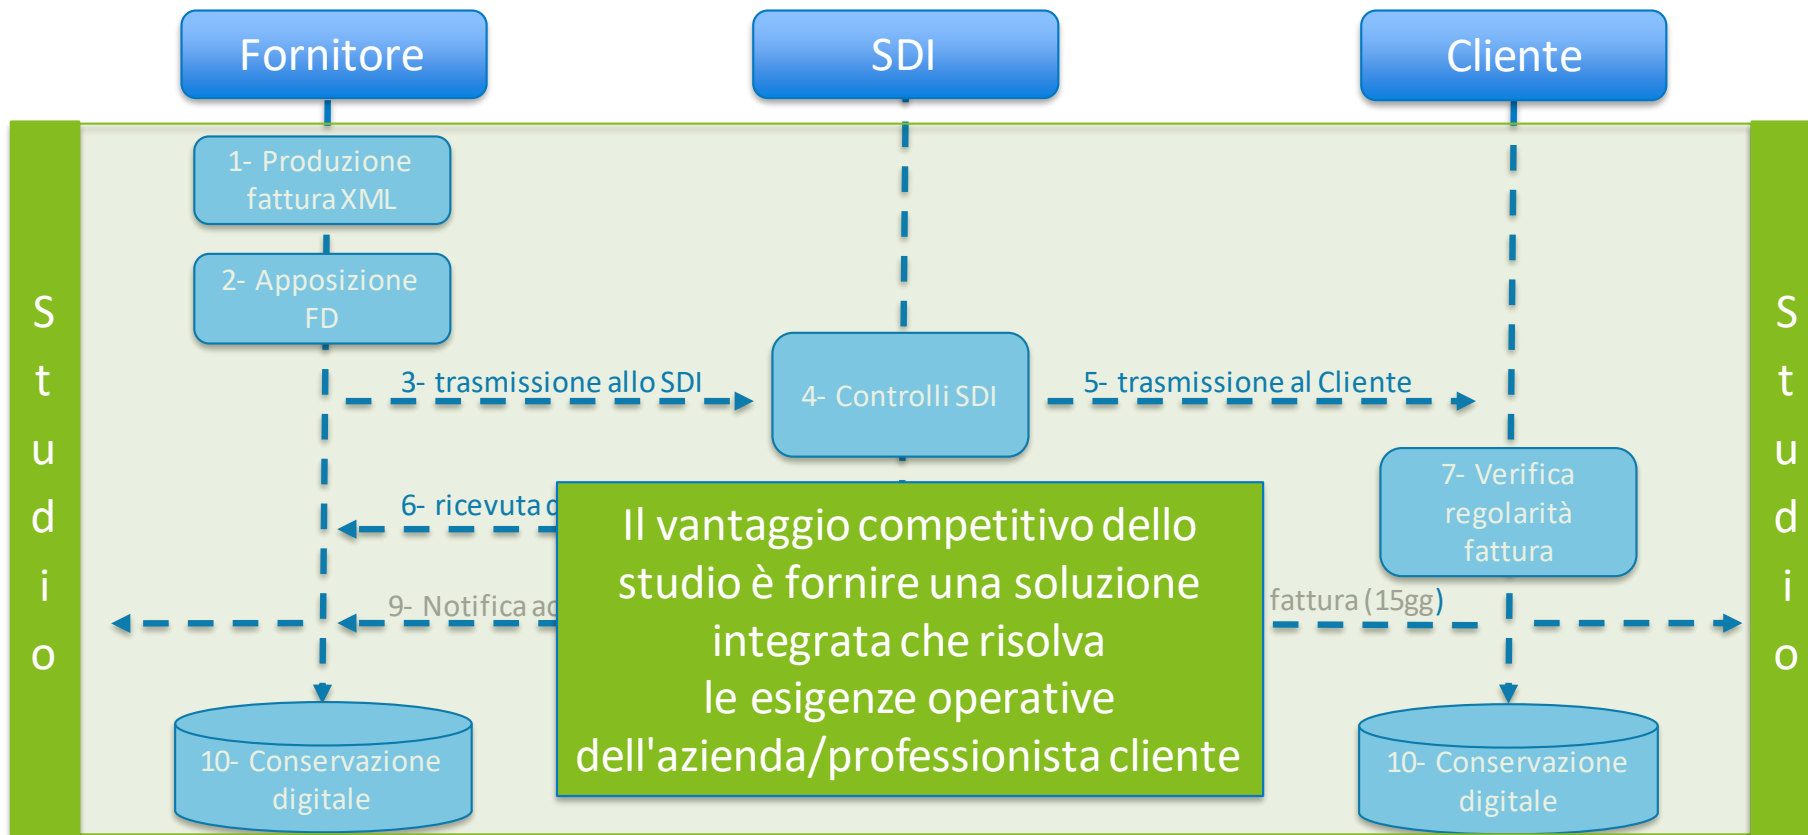 Fornitore
SDI
Cliente
Studio
Studio
1- Produzione
fattura XML
2- Apposizione
FD
3- trasmissione allo SDI
4- Controlli SDI
5- trasmissione al Cliente
6- ricevuta
7- Verifica
regolarità
fattura
9- Notifica
fattura (15gg)
Il vantaggio competitivo dello
studio è fornire una soluzione
integrata che risolva
le esigenze operative
dell'azienda/professionista cliente
10- Conservazione
digitale
10- Conservazione
digitale